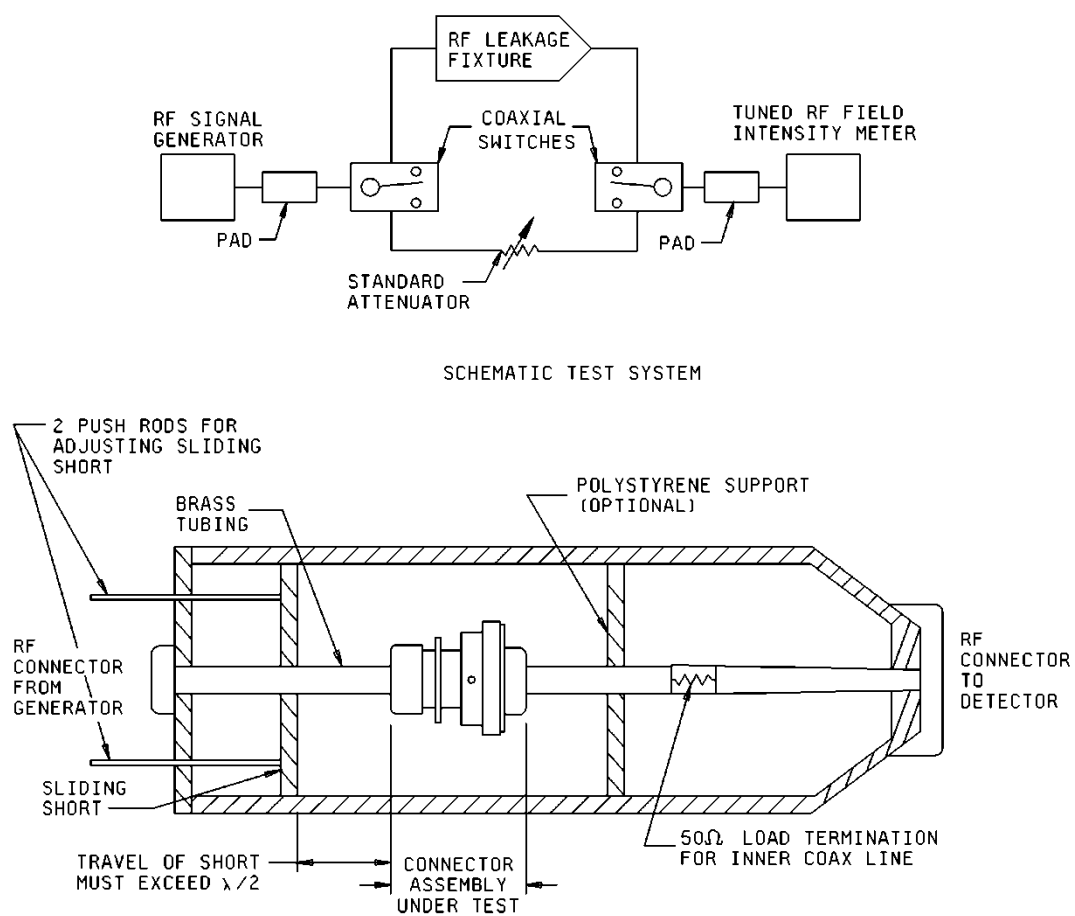 RF LEAKAGE
FIXTURE
RF SIGNAL
GENERATOR
COAXIAL
SWITCHES
TUNED RF FIELD
INTENSITY METER
PAD
PAD
STANDARD
ATTENUATOR
SCHEMATIC TEST SYSTEM
2 PUSH RODS FOR
ADJUSTING SLIDING
SHORT
BRASS
TUBING
POLYSTYRENE SUPPORT
(OPTIONAL)
RF
CONNECTOR
FROM
GENERATOR
RF
CONNECTOR
TO
DETECTOR
SLIDING
SHORT
TRAVEL OF SHORT
MUST EXCEED λ/2
CONNECTOR
ASSEMBLY
UNDER TEST
50Ω LOAD TERMINATION
FOR INNER COAX LINE